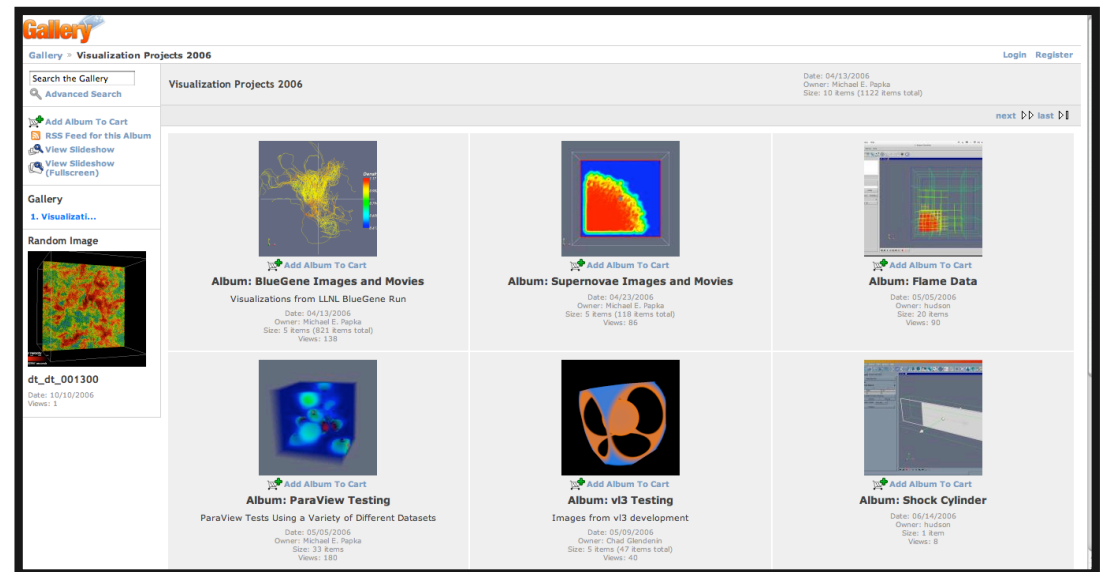 Gallery
Gallery » Visualization Projects 2006
Login Register
Search the Gallery
Advanced Search
Add Album To Cart
RSS Feed for this Album
View Slideshow
View Slideshow
(Fullscreen)
Gallery
1. Visualizati...
Random Image
dt_dt_001300
Date: 10/10/2006
Views: 1
Visualization Projects 2006
Date: 04/13/2006
Owner: Michael E. Papka
Size: 10 items (1122 items total)
next last
Add Album To Cart
Album: BlueGene Images and Movies
Visualizations from LLNL BlueGene Run
Date: 04/13/2006
Owner: Michael E. Papka
Size: 5 items (821 items total)
Views: 138
Add Album To Cart
Album: Supernovae Images and Movies
Date: 04/23/2006
Owner: Michael E. Papka
Size: 5 items (118 items total)
Views: 86
Add Album To Cart
Album: Flame Data
Date: 05/05/2006
Owner: hudson
Size: 20 items
Views: 90
Add Album To Cart
Album: ParaView Testing
ParaView Tests Using a Variety of Different Datasets
Date: 05/05/2006
Owner: Michael E. Papka
Size: 33 items
Views: 180
Add Album To Cart
Album: vl3 Testing
Images from vl3 development
Date: 05/09/2006
Owner: Chad Glendenin
Size: 5 items (47 items total)
Views: 40
Add Album To Cart
Album: Shock Cylinder
Date: 06/14/2006
Owner: hudson
Size: 1 item
Views: 8